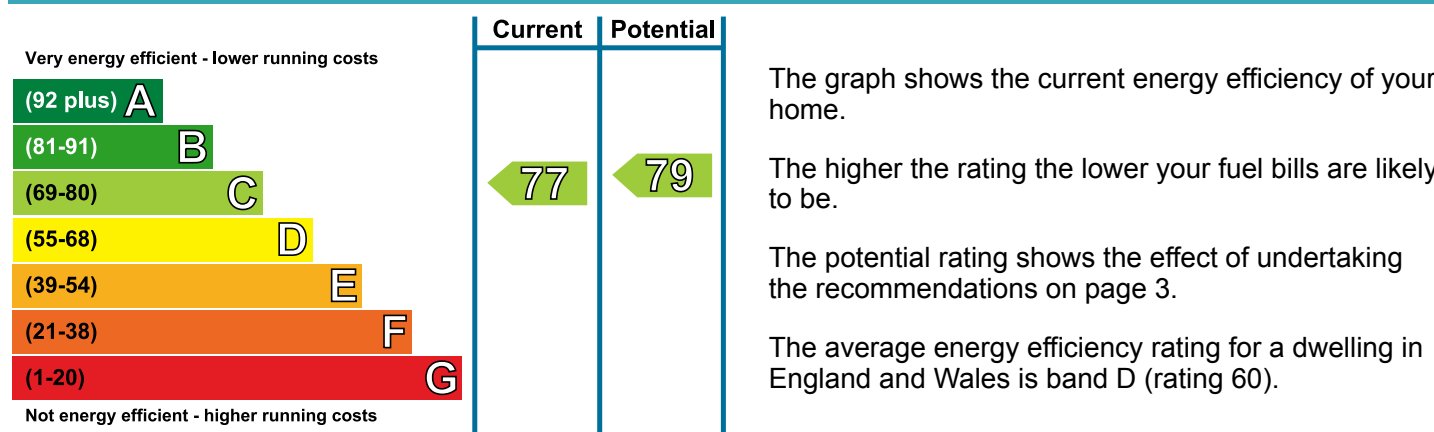 Current Potential
Very energy efficient - lower running costs
(92 plus) A
(81-91) B
(69-80) C
(55-68) D
(39-54) E
(21-38) F
(1-20) G
Not energy efficient - higher running costs
77
79
The graph shows the current energy efficiency of your
home.
The higher the rating the lower your fuel bills are likely
to be.
The potential rating shows the effect of undertaking
the recommendations on page 3.
The average energy efficiency rating for a dwelling in
England and Wales is band D (rating 60).